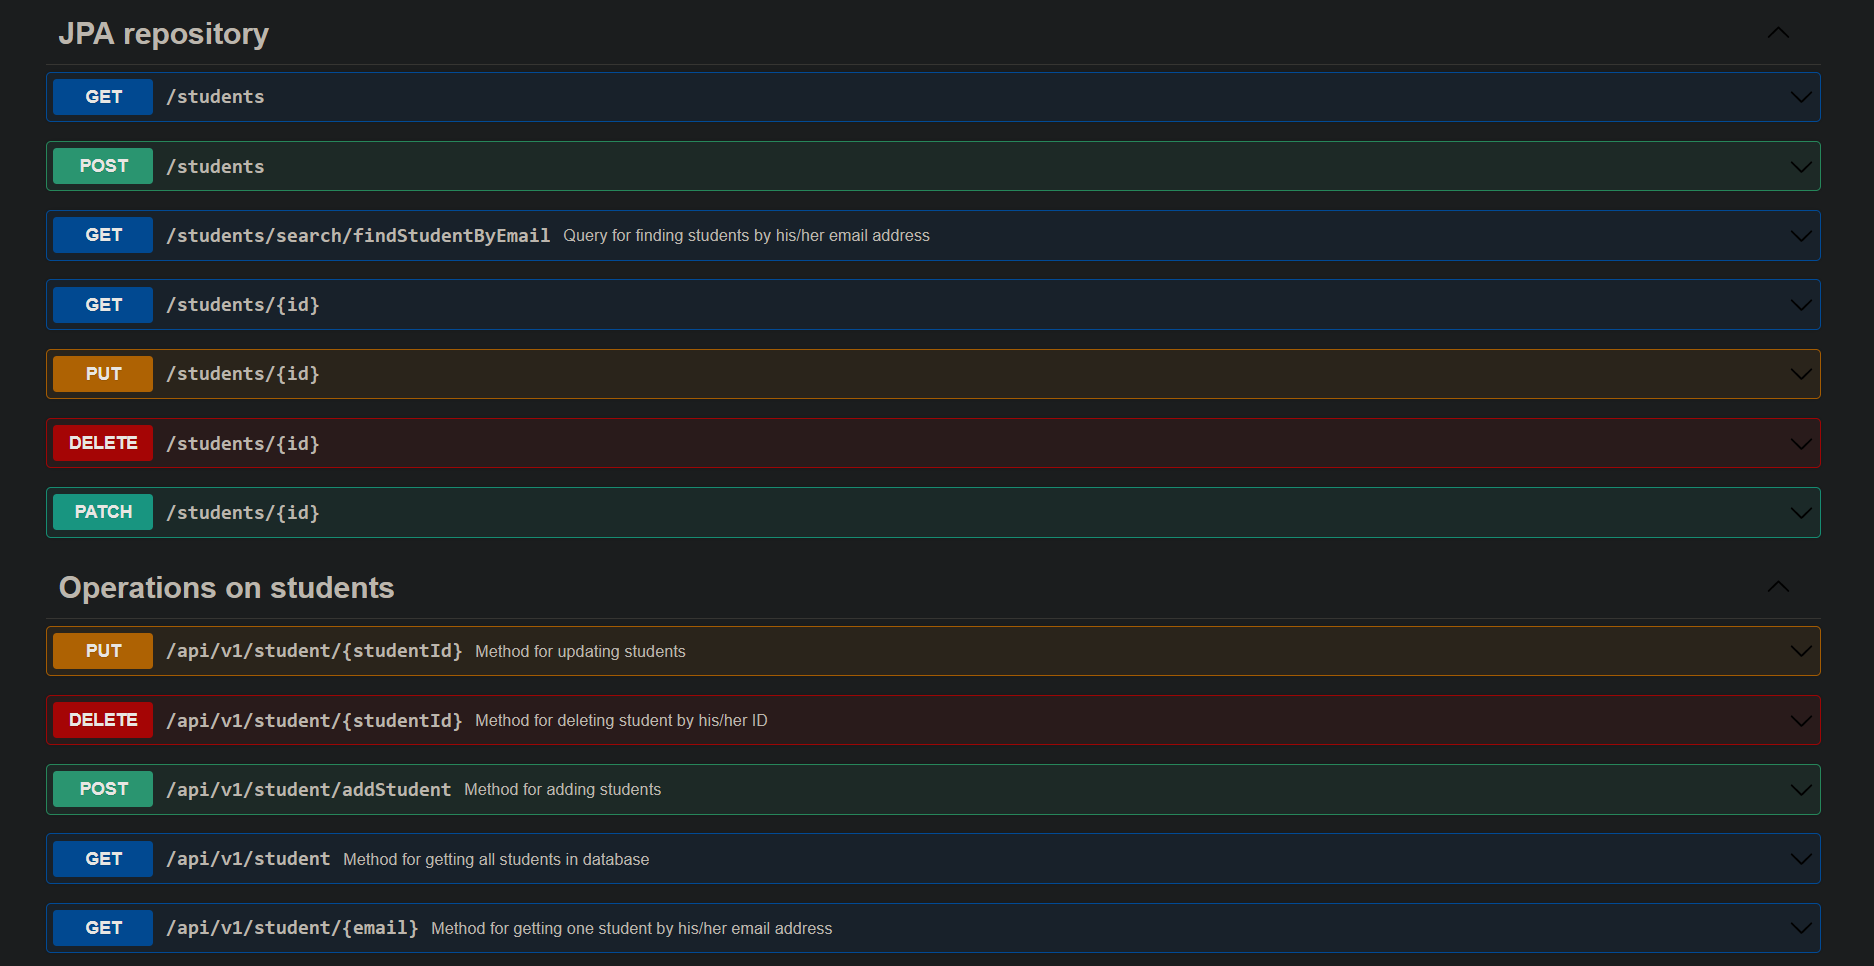 JPA repository
GET /students
POST /students
GET /students/search/findStudentByEmail Query for finding students by his/her email address
GET /students/{id}
PUT /students/{id}
DELETE /students/{id}
PATCH /students/{id}
Operations on students
PUT /api/v1/student/{studentId} Method for updating students
DELETE /api/v1/student/{studentId} Method for deleting student by his/her ID
POST /api/v1/student/addStudent Method for adding students
GET /api/v1/student Method for getting all students in database
GET /api/v1/student/{email} Method for getting one student by his/her email address